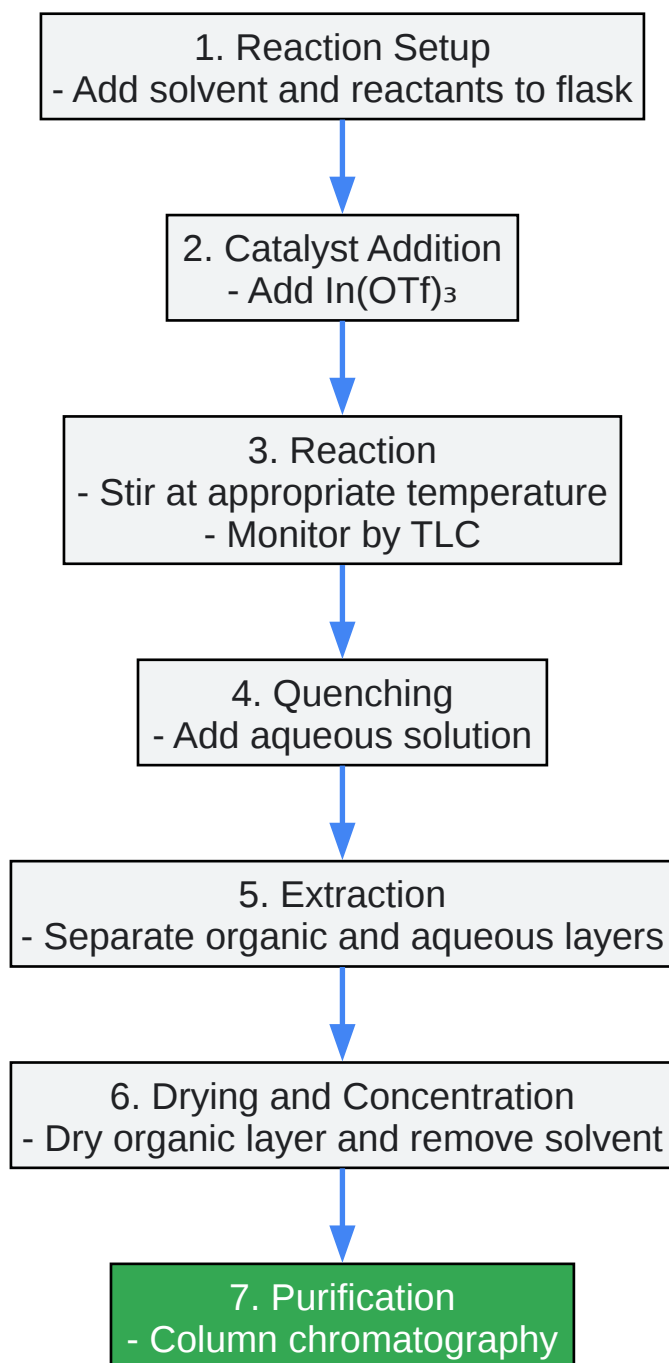 1. Reaction Setup
- Add solvent and reactants to flask
2. Catalyst Addition
- Add In(OTf)₃
3. Reaction
- Stir at appropriate temperature
- Monitor by TLC
4. Quenching
- Add aqueous solution
5. Extraction
- Separate organic and aqueous layers
6. Drying and Concentration
- Dry organic layer and remove solvent
7. Purification
- Column chromatography